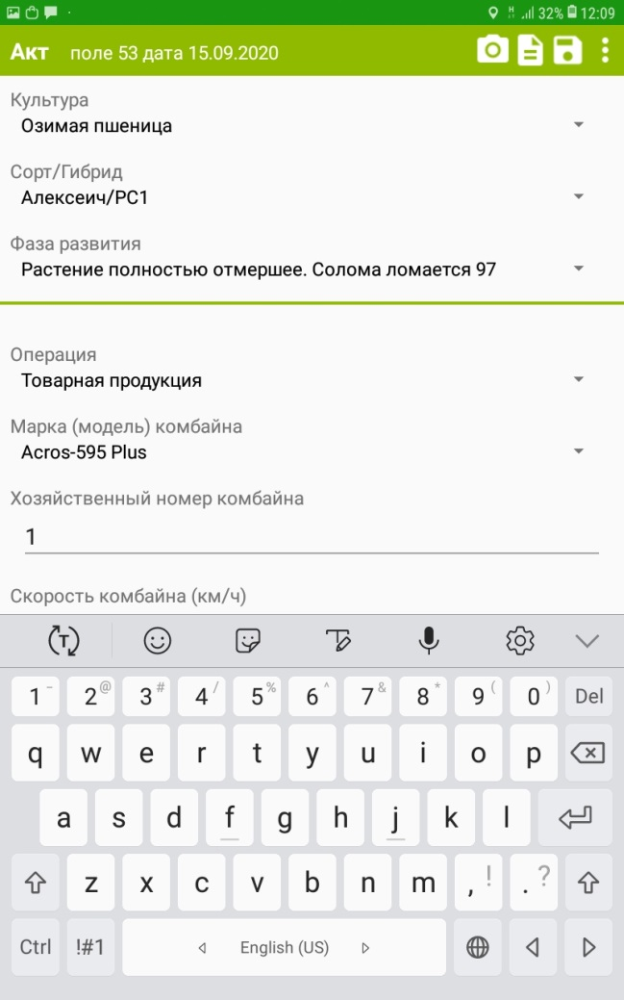 32% 12:09
Акт поле 53 дата 15.09.2020
Культура
Озимая пшеница
Сорт/Гибрид
Алексеич/РС1
Фаза развития
Растение полностью отмершее. Солома ломается 97
Операция
Товарная продукция
Марка (модель) комбайна
Acros-595 Plus
Хозяйственный номер комбайна
1
Скорость комбайна (км/ч)
T T
1 - 2 @ 3 # 4 / 5 % 6 ^ 7 & 8 * 9 ( 0 ) Del
q w e r t y u i o p
a s d f g h j k l
z x c v b n m , ! . ?
Ctrl !#1 English (US)